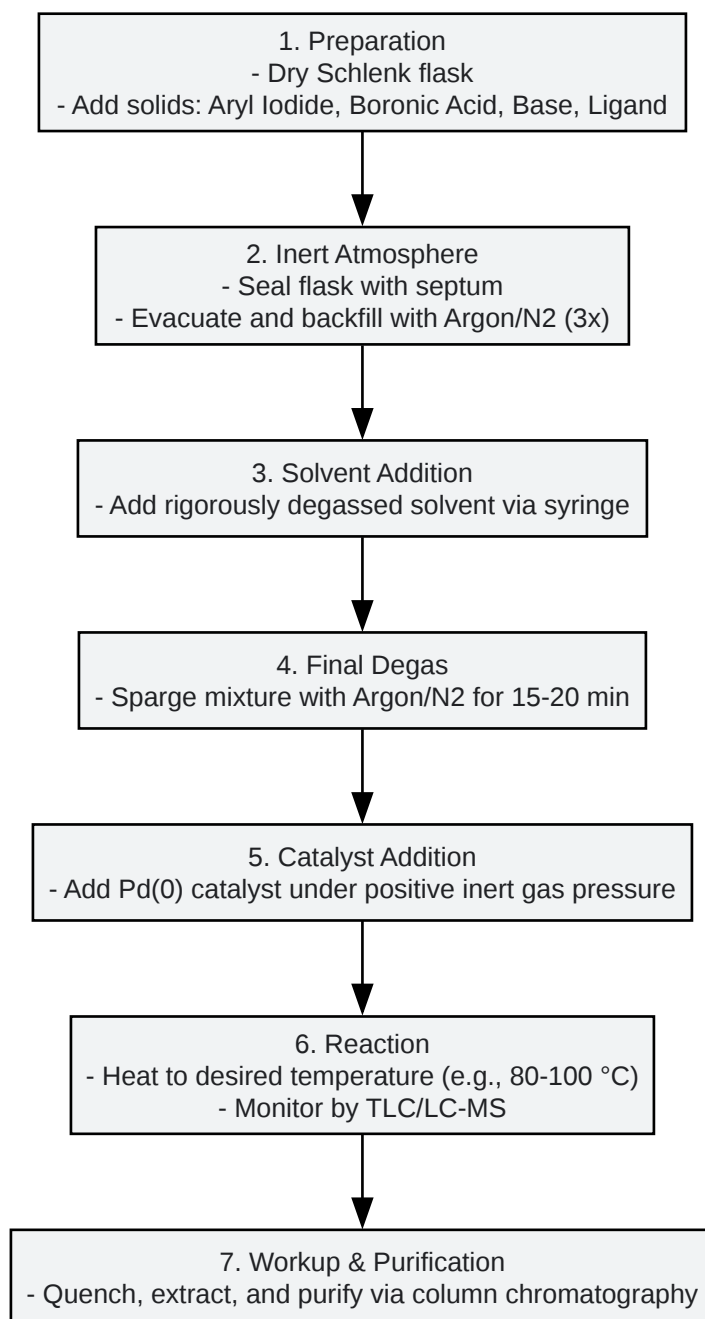 1. Preparation
- Dry Schlenk flask
- Add solids: Aryl Iodide, Boronic Acid, Base, Ligand
2. Inert Atmosphere
- Seal flask with septum
- Evacuate and backfill with Argon/N2 (3x)
3. Solvent Addition
- Add rigorously degassed solvent via syringe
4. Final Degas
- Sparge mixture with Argon/N2 for 15-20 min
5. Catalyst Addition
- Add Pd(0) catalyst under positive inert gas pressure
6. Reaction
- Heat to desired temperature (e.g., 80-100 °C)
- Monitor by TLC/LC-MS
7. Workup & Purification
- Quench, extract, and purify via column chromatography